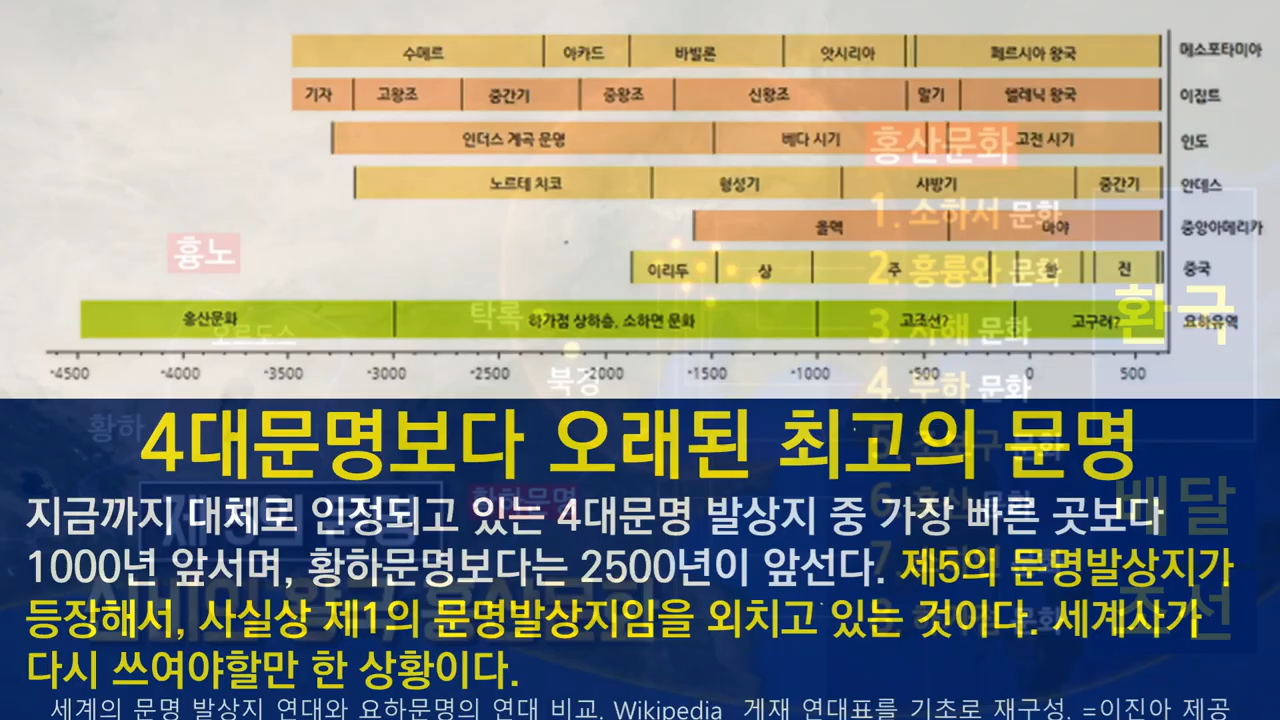 수메르 아카드 바빌론 앗시리아 페르시아 왕국 메소포타미아
기자 고왕조 중간기 중왕조 신왕조 말기 헬레닉 왕국 이집트
인더스 계곡 문명 베다 시기 고전 시기 인도
홍산문화
노르테 치코 형성기 사방기 중간기 안데스
1. 소하서 문화
올멕 마야 중앙아메리카
흉노
이리두 상 주 한 진 중국
2. 흥륭와 문화
환국
홍산문화 하가점 상하층, 소하면 문화 고조선? 고구려? 요하유역
탁록
오르도스
3. 사해 문화
-4500 -4000 -3500 -3000 -2500 -2000 -1500 -1000 -500 0 500
북경
4. 부하 문화
황하
4대문명보다 오래된 최고의 문명
배달
황하문명
지금까지 대체로 인정되고 있는 4대문명 발상지 중 가장 빠른 곳보다
1000년 앞서며, 황하문명보다는 2500년이 앞선다. 제5의 문명발상지가
등장해서, 사실상 제1의 문명발상지임을 외치고 있는 것이다. 세계사가
조선
다시 쓰여야할만 한 상황이다.
세계의 문명 발상지 연대와 요하문명의 연대 비교. Wikipedia 게재 연대표를 기초로 재구성. =이진아 제공